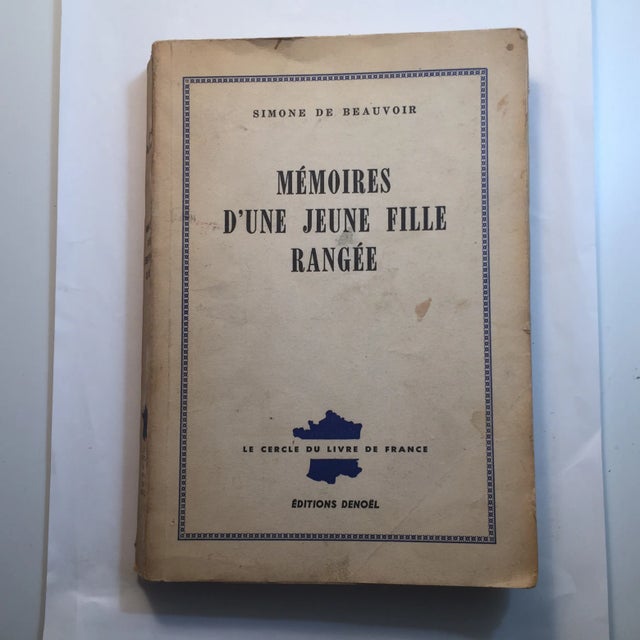 SIMONE DE BEAUVOIR
MÉMOIRES
D'UNE JEUNE FILLE
RANGÉE
LE CERCLE DU LIVRE DE FRANCE
ÉDITIONS DENOËL